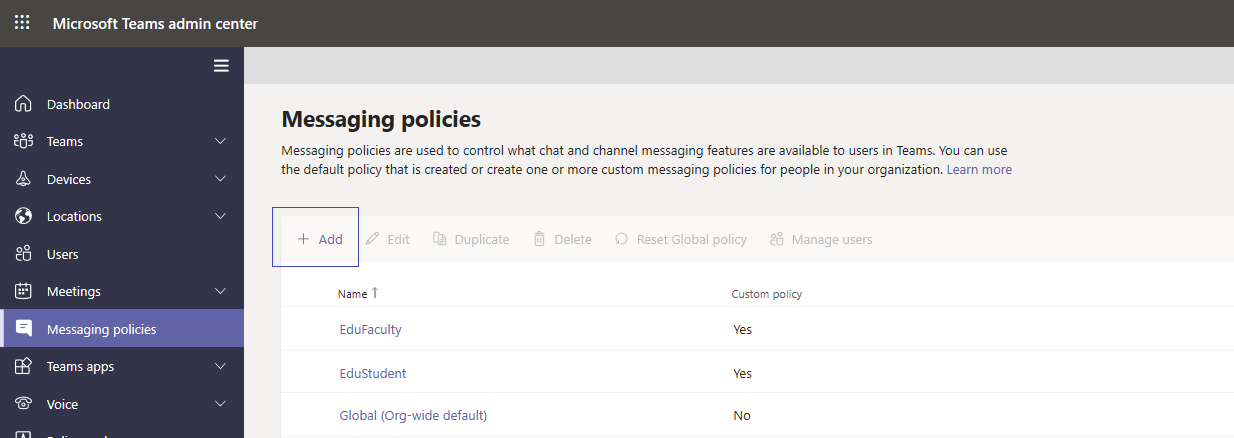 Microsoft Teams admin center
Dashboard
Teams
Devices
Locations
Users
Meetings
Messaging policies
Teams apps
Voice
Messaging policies
Messaging policies are used to control what chat and channel messaging features are available to users in Teams. You can use
the default policy that is created or create one or more custom messaging policies for people in your organization. Learn more
+ Add Edit Duplicate Delete Reset Global policy Manage users
Name ↑ Custom policy
EduFaculty Yes
EduStudent Yes
Global (Org-wide default) No